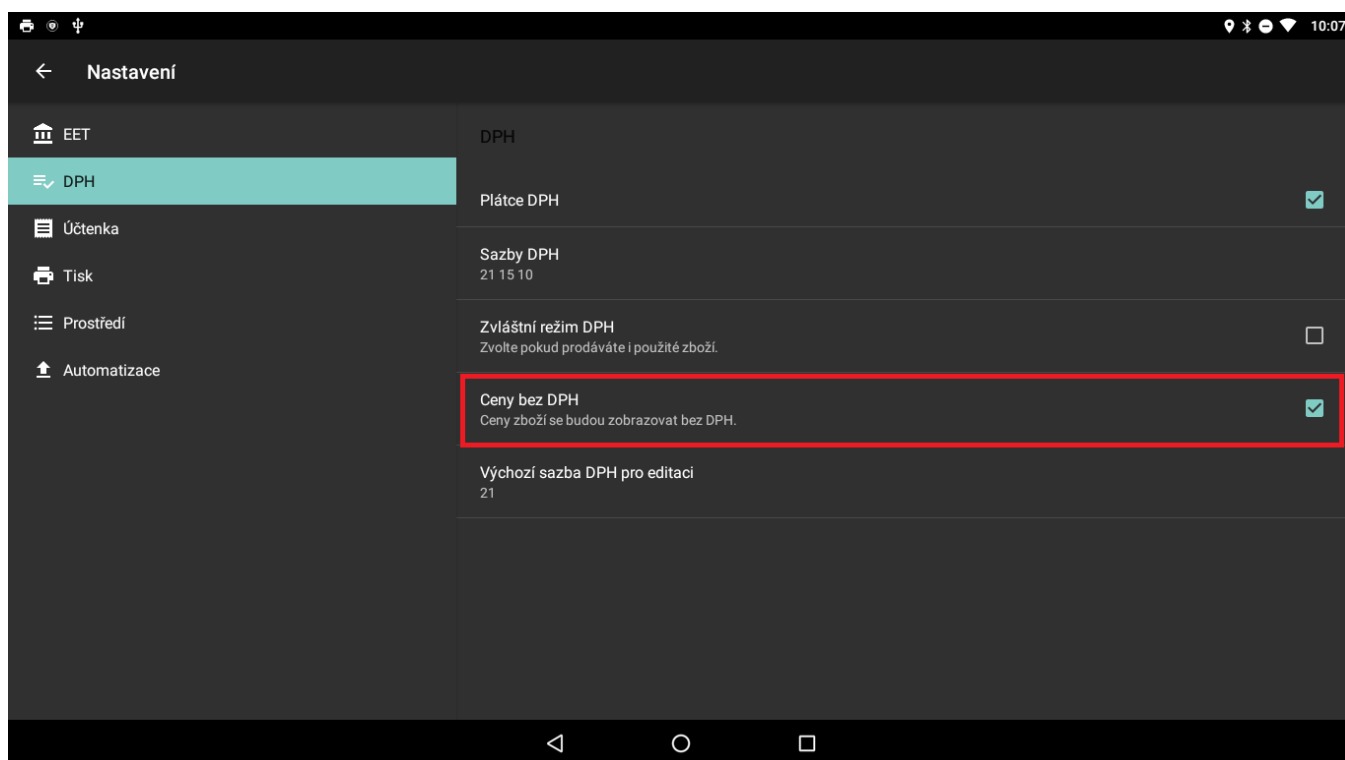 10:07
Nastavení
EET
DPH
Účtenka
Tisk
Prostředí
Automatizace
DPH
Plátce DPH
Sazby DPH
21 15 10
Zvláštní režim DPH
Zvolte pokud prodáváte i použité zboží.
Ceny bez DPH
Ceny zboží se budou zobrazovat bez DPH.
Výchozí sazba DPH pro editaci
21